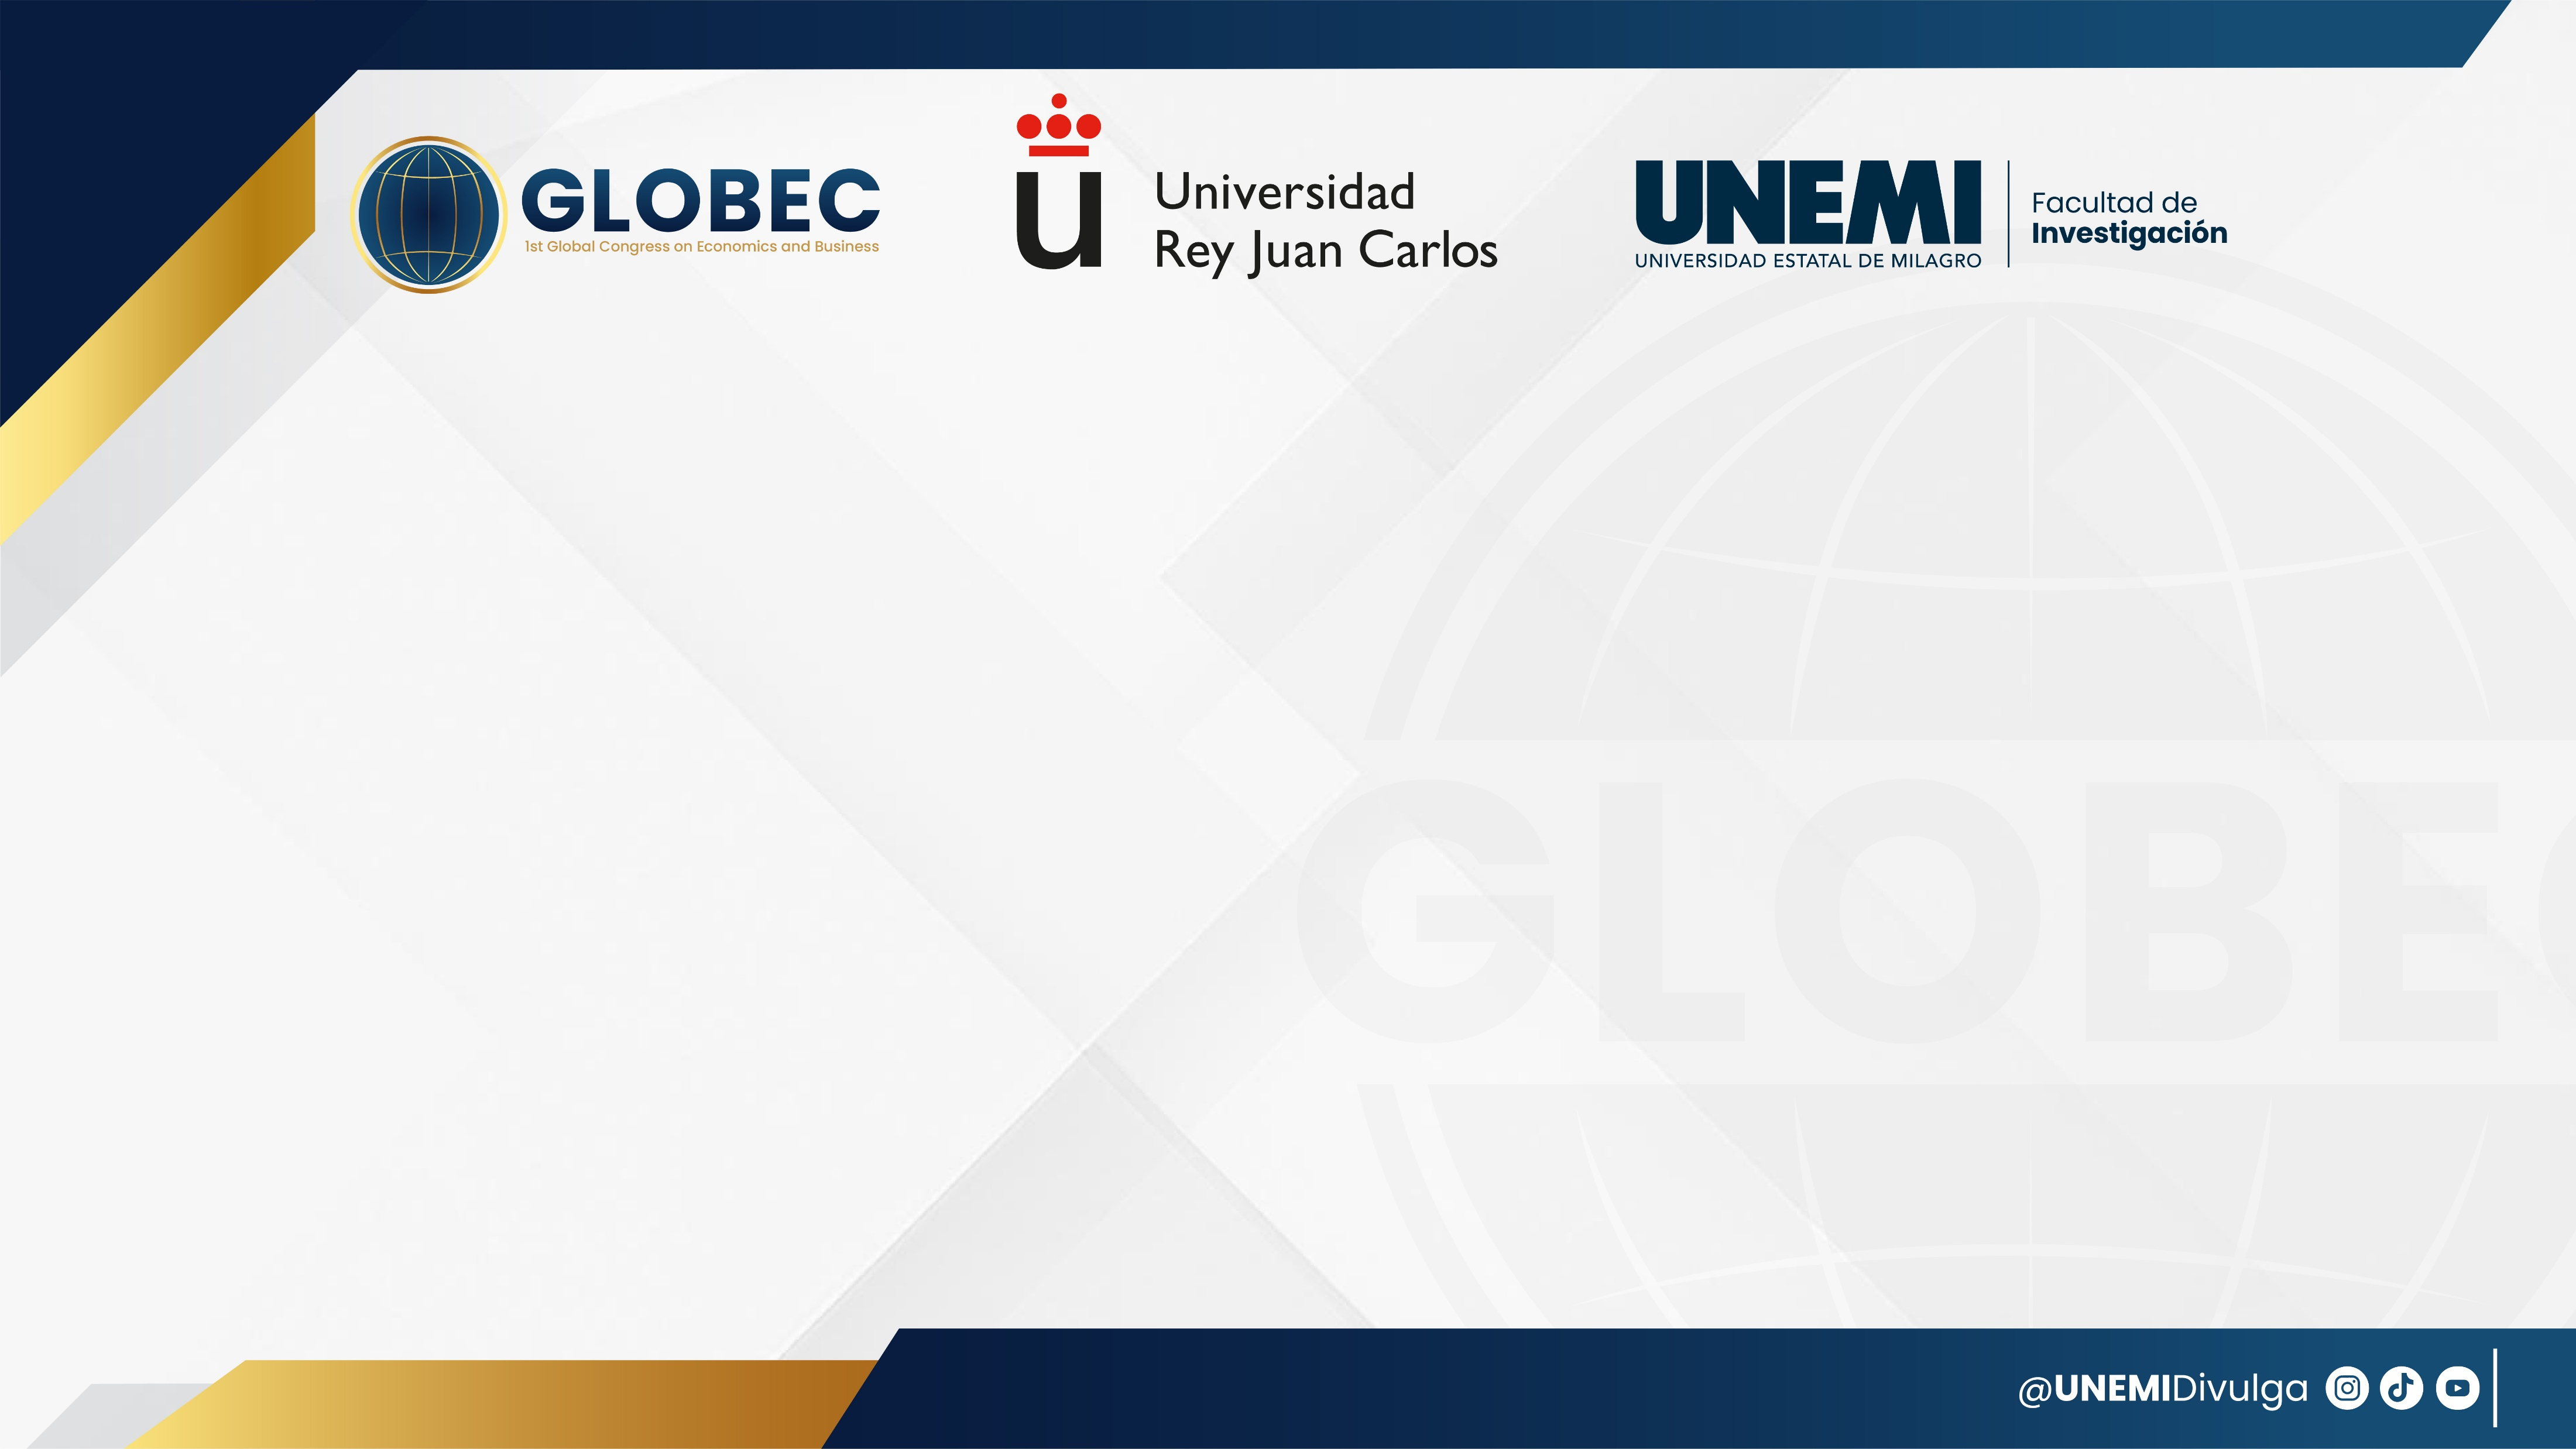 GLOBEC
1st Global Congress on Economics and Business
u
Universidad
Rey Juan Carlos
UNEMI
UNIVERSIDAD ESTATAL DE MILAGRO
Facultad de
Investigación
GLOBEC
@UNEMIDivulga